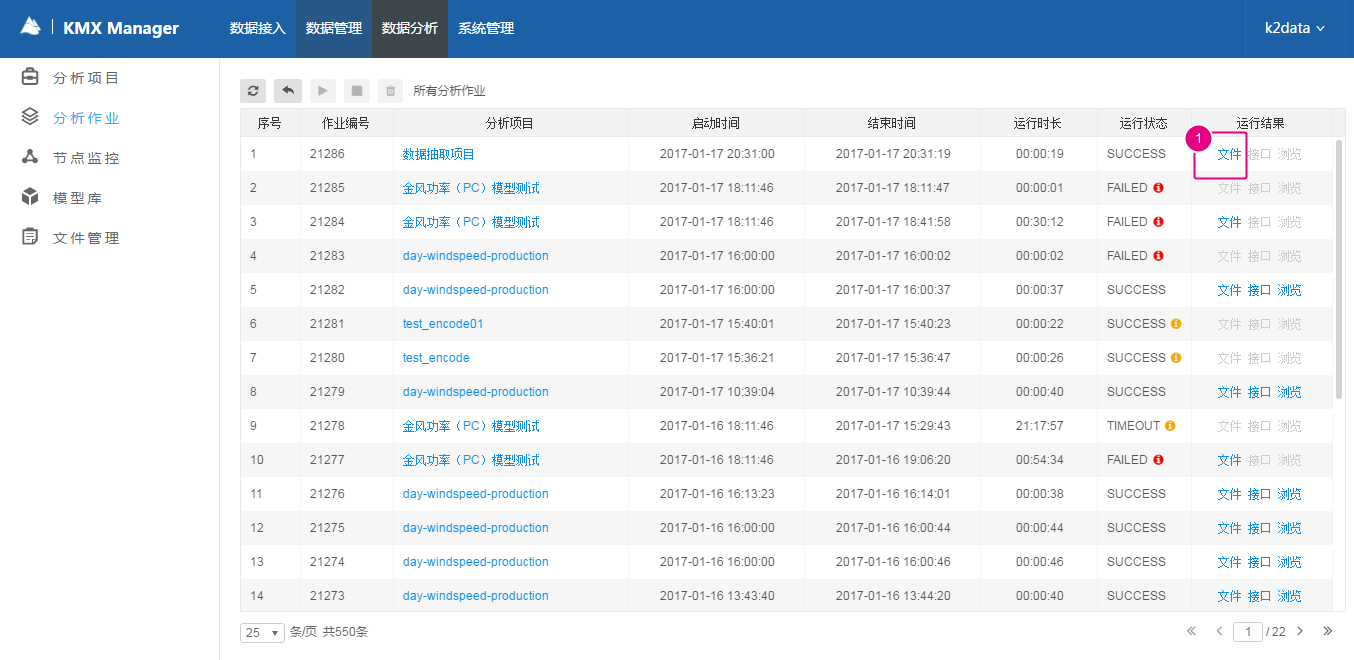 KMX Manager 数据接入 数据管理 数据分析 系统管理 k2data
分析项目
分析作业
节点监控
模型库
文件管理
所有分析作业
序号 作业编号 分析项目 启动时间 结束时间 运行时长 运行状态 运行结果
1
1 21286 数据抽取项目 2017-01-17 20:31:00 2017-01-17 20:31:19 00:00:19 SUCCESS 文件 接口 浏览
2 21285 金风功率（PC）模型测试 2017-01-17 18:11:46 2017-01-17 18:11:47 00:00:01 FAILED 文件 接口 浏览
3 21284 金风功率（PC）模型测试 2017-01-17 18:11:46 2017-01-17 18:41:58 00:30:12 FAILED 文件 接口 浏览
4 21283 day-windspeed-production 2017-01-17 16:00:00 2017-01-17 16:00:02 00:00:02 FAILED 文件 接口 浏览
5 21282 day-windspeed-production 2017-01-17 16:00:00 2017-01-17 16:00:37 00:00:37 SUCCESS 文件 接口 浏览
6 21281 test_encode01 2017-01-17 15:40:01 2017-01-17 15:40:23 00:00:22 SUCCESS 文件 接口 浏览
7 21280 test_encode 2017-01-17 15:36:21 2017-01-17 15:36:47 00:00:26 SUCCESS 文件 接口 浏览
8 21279 day-windspeed-production 2017-01-17 10:39:04 2017-01-17 10:39:44 00:00:40 SUCCESS 文件 接口 浏览
9 21278 金风功率（PC）模型测试 2017-01-16 18:11:46 2017-01-17 15:29:43 21:17:57 TIMEOUT 文件 接口 浏览
10 21277 金风功率（PC）模型测试 2017-01-16 18:11:46 2017-01-16 19:06:20 00:54:34 FAILED 文件 接口 浏览
11 21276 day-windspeed-production 2017-01-16 16:13:23 2017-01-16 16:14:01 00:00:38 SUCCESS 文件 接口 浏览
12 21275 day-windspeed-production 2017-01-16 16:00:00 2017-01-16 16:00:44 00:00:44 SUCCESS 文件 接口 浏览
13 21274 day-windspeed-production 2017-01-16 16:00:00 2017-01-16 16:00:46 00:00:46 SUCCESS 文件 接口 浏览
14 21273 day-windspeed-production 2017-01-16 13:43:40 2017-01-16 13:44:20 00:00:40 SUCCESS 文件 接口 浏览
25 条/页 共550条 1 / 22